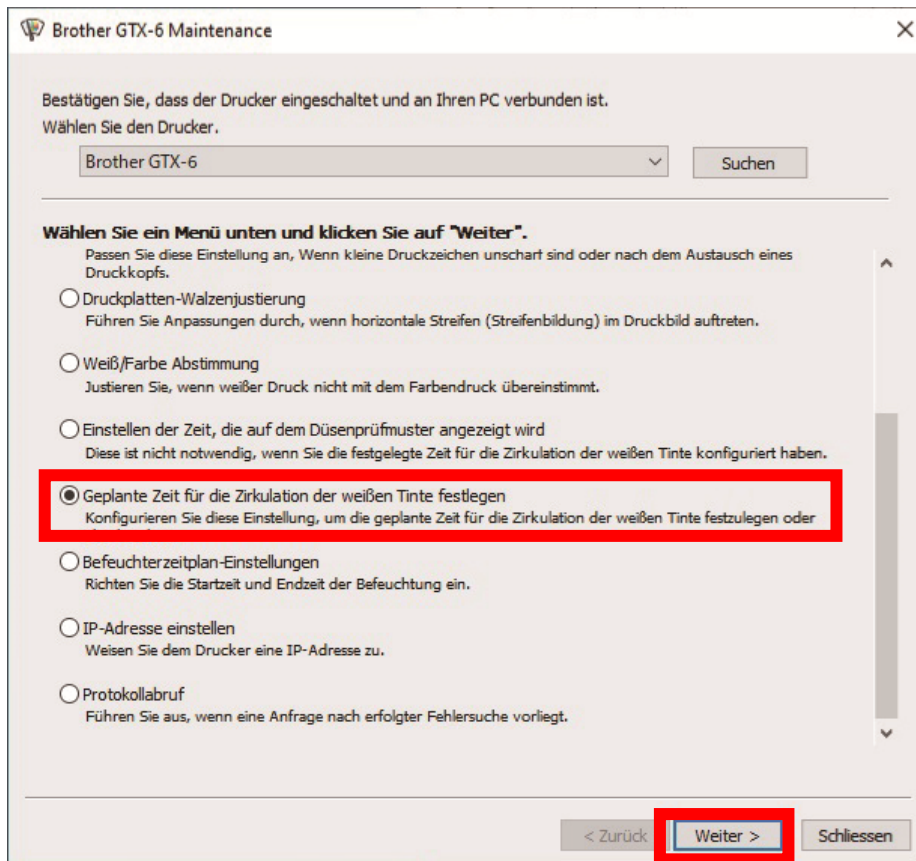 Brother GTX-6 Maintenance
Bestätigen Sie, dass der Drucker eingeschaltet und an Ihren PC verbunden ist.
Wählen Sie den Drucker.
Brother GTX-6
Suchen
Wählen Sie ein Menü unten und klicken Sie auf "Weiter".
Passen Sie diese Einstellung an, Wenn kleine Druckzeichen unscharf sind oder nach dem Austausch eines
Druckkopfs.
Druckplatten-Walzenjustierung
Führen Sie Anpassungen durch, wenn horizontale Streifen (Streifenbildung) im Druckbild auftreten.
Weiß/Farbe Abstimmung
Justieren Sie, wenn weißer Druck nicht mit dem Farbendruck übereinstimmt.
Einstellen der Zeit, die auf dem Düsenprüfmuster angezeigt wird
Diese ist nicht notwendig, wenn Sie die festgelegte Zeit für die Zirkulation der weißen Tinte konfiguriert haben.
Geplante Zeit für die Zirkulation der weißen Tinte festlegen
Konfigurieren Sie diese Einstellung, um die geplante Zeit für die Zirkulation der weißen Tinte festzulegen oder
Befeuchterzeitplan-Einstellungen
Richten Sie die Startzeit und Endzeit der Befeuchtung ein.
IP-Adresse einstellen
Weisen Sie dem Drucker eine IP-Adresse zu.
Protokollabruf
Führen Sie aus, wenn eine Anfrage nach erfolgter Fehlersuche vorliegt.
< Zurück
Weiter >
Schliessen